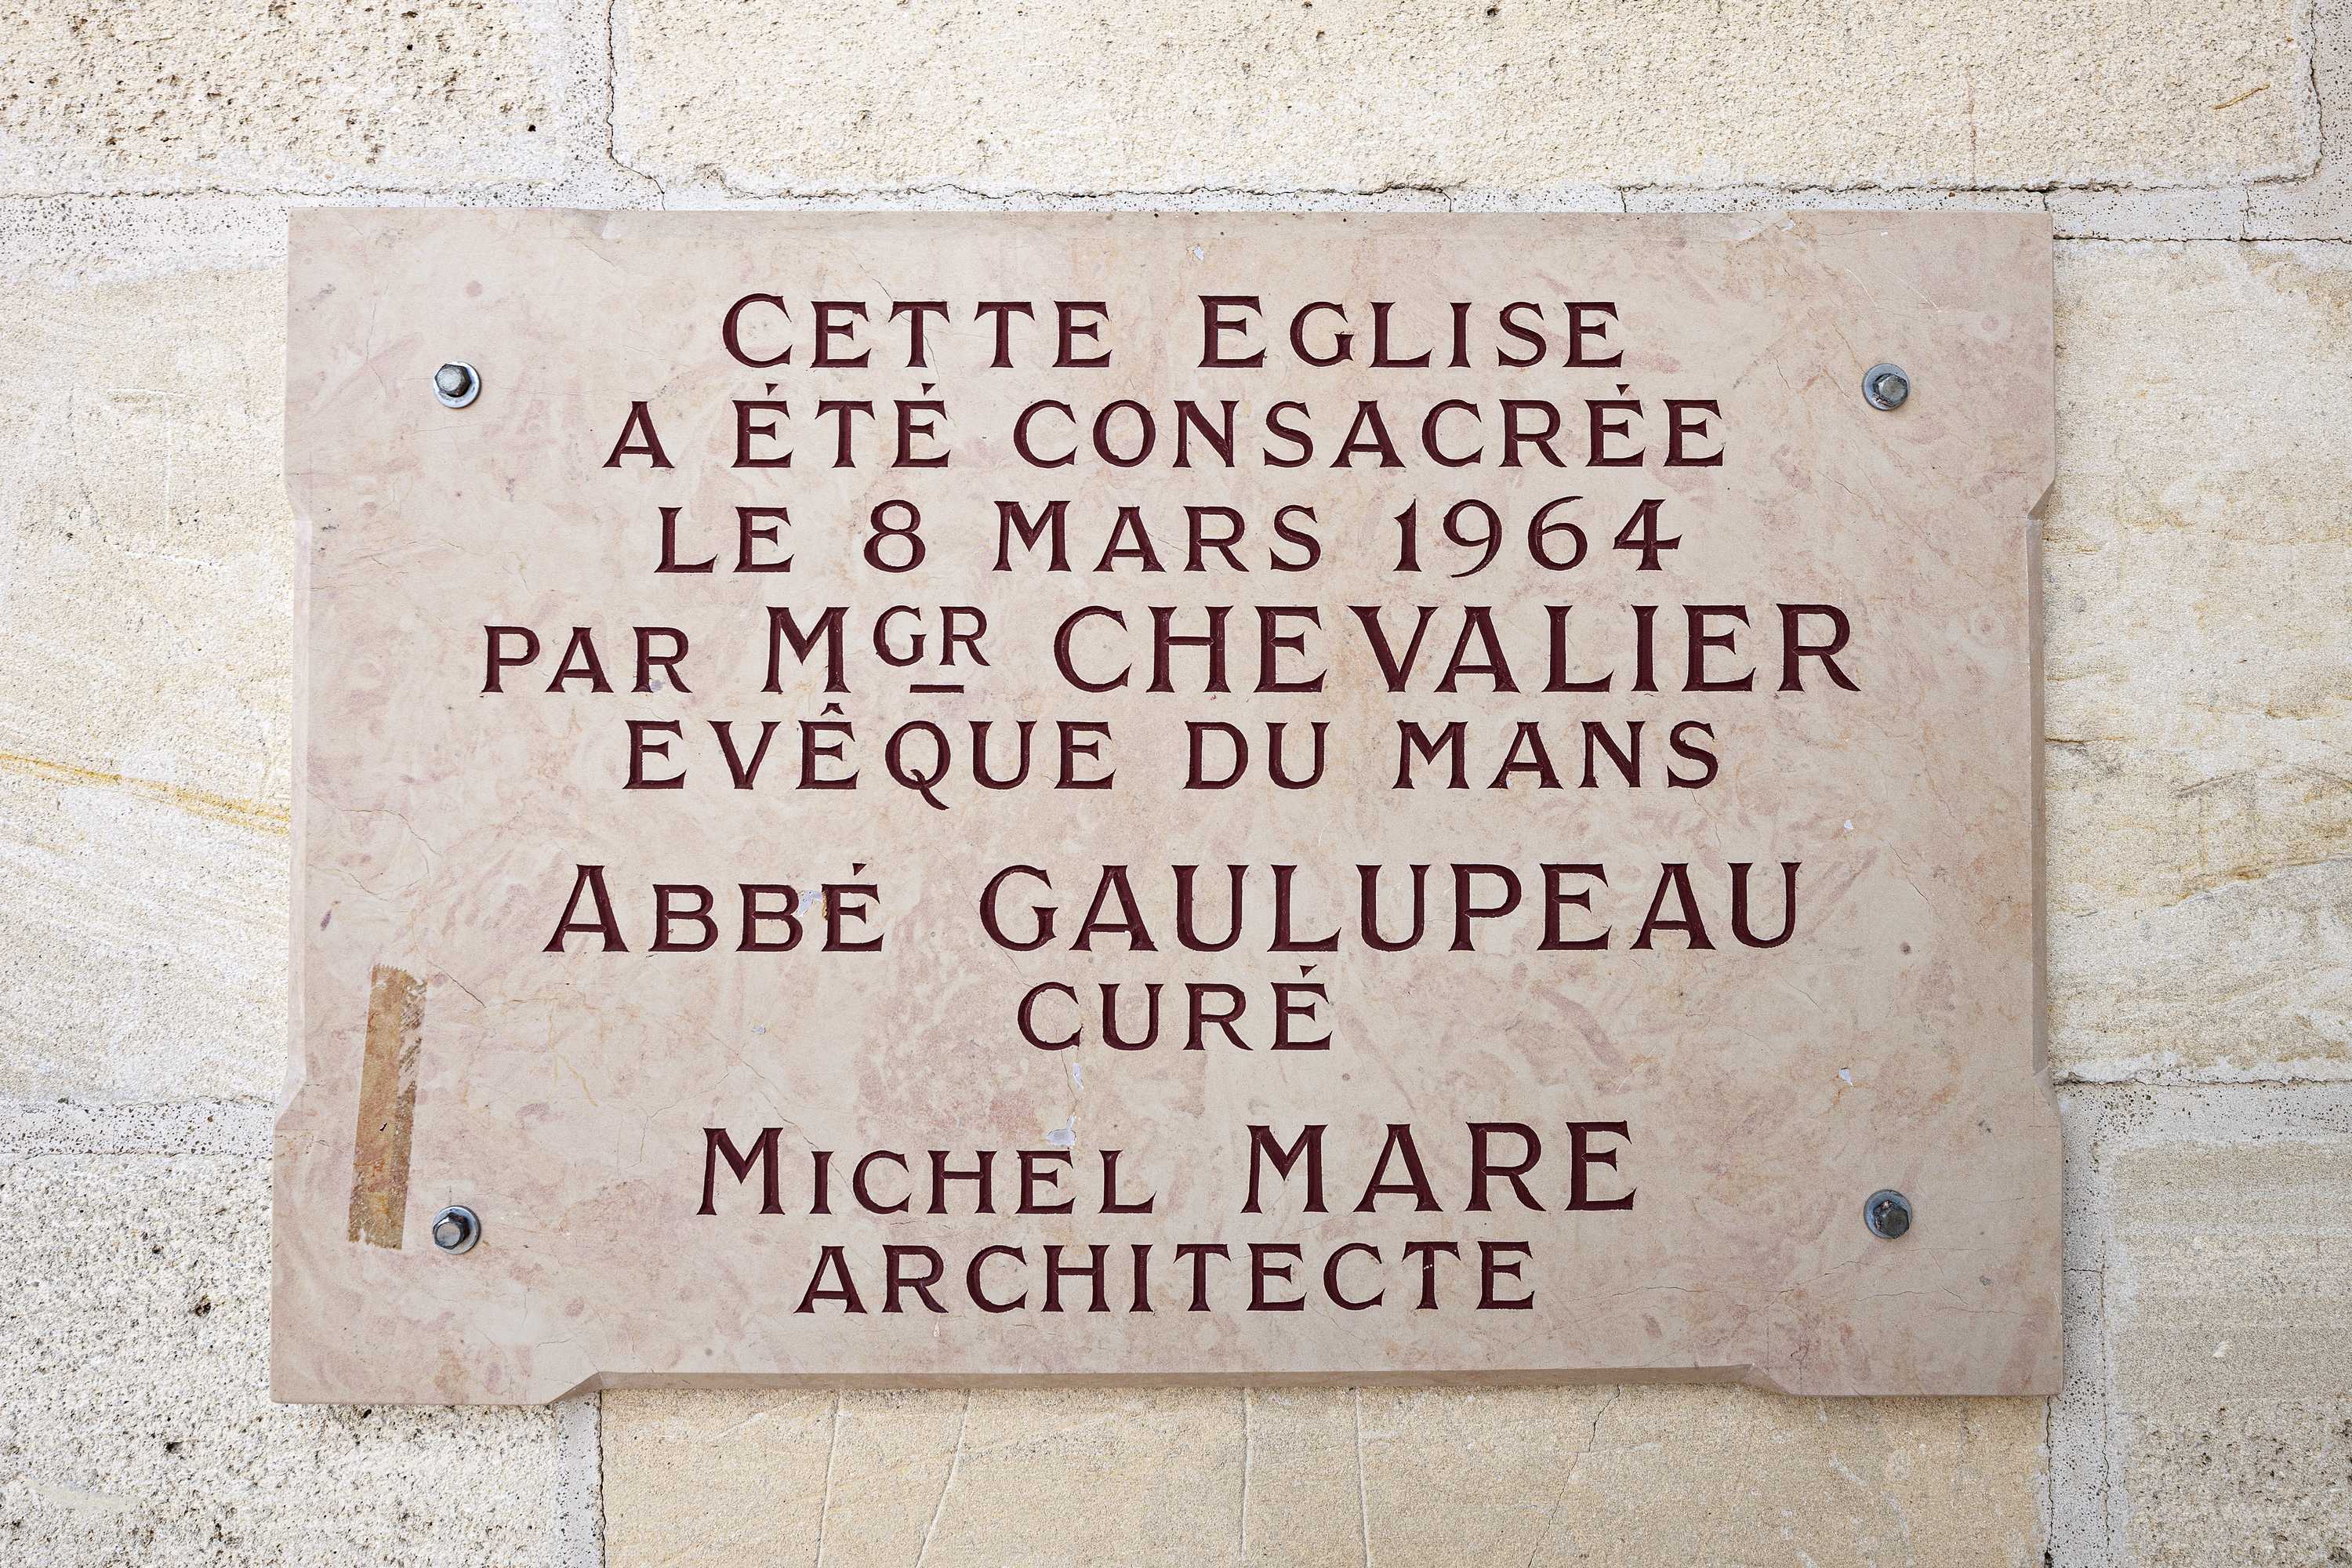 CETTE EGLISE
A ÉTÉ CONSACRÉE
LE 8 MARS 1964
PAR MGR CHEVALIER
EVÊQUE DU MANS
ABBÉ GAULUPEAU
CURÉ
MICHEL MARE
ARCHITECTE